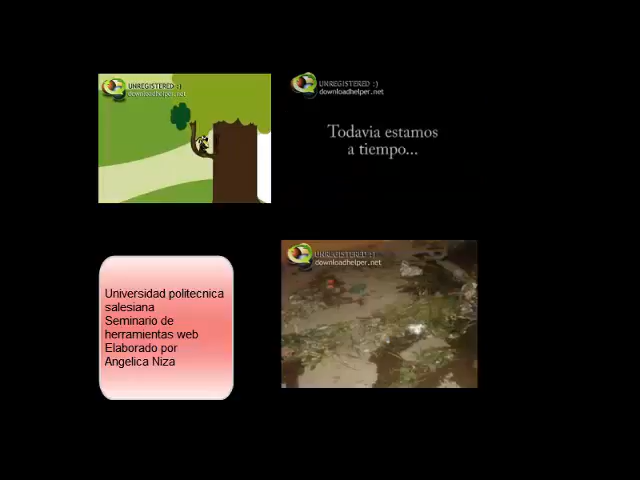 UNREGISTERED :)
downloadhelper.net
UNREGISTERED :)
downloadhelper.net
Todavia estamos
a tiempo...
Universidad politecnica
salesiana
Seminario de
herramientas web
Elaborado por
Angelica Niza
UNREGISTERED :)
downloadhelper.net